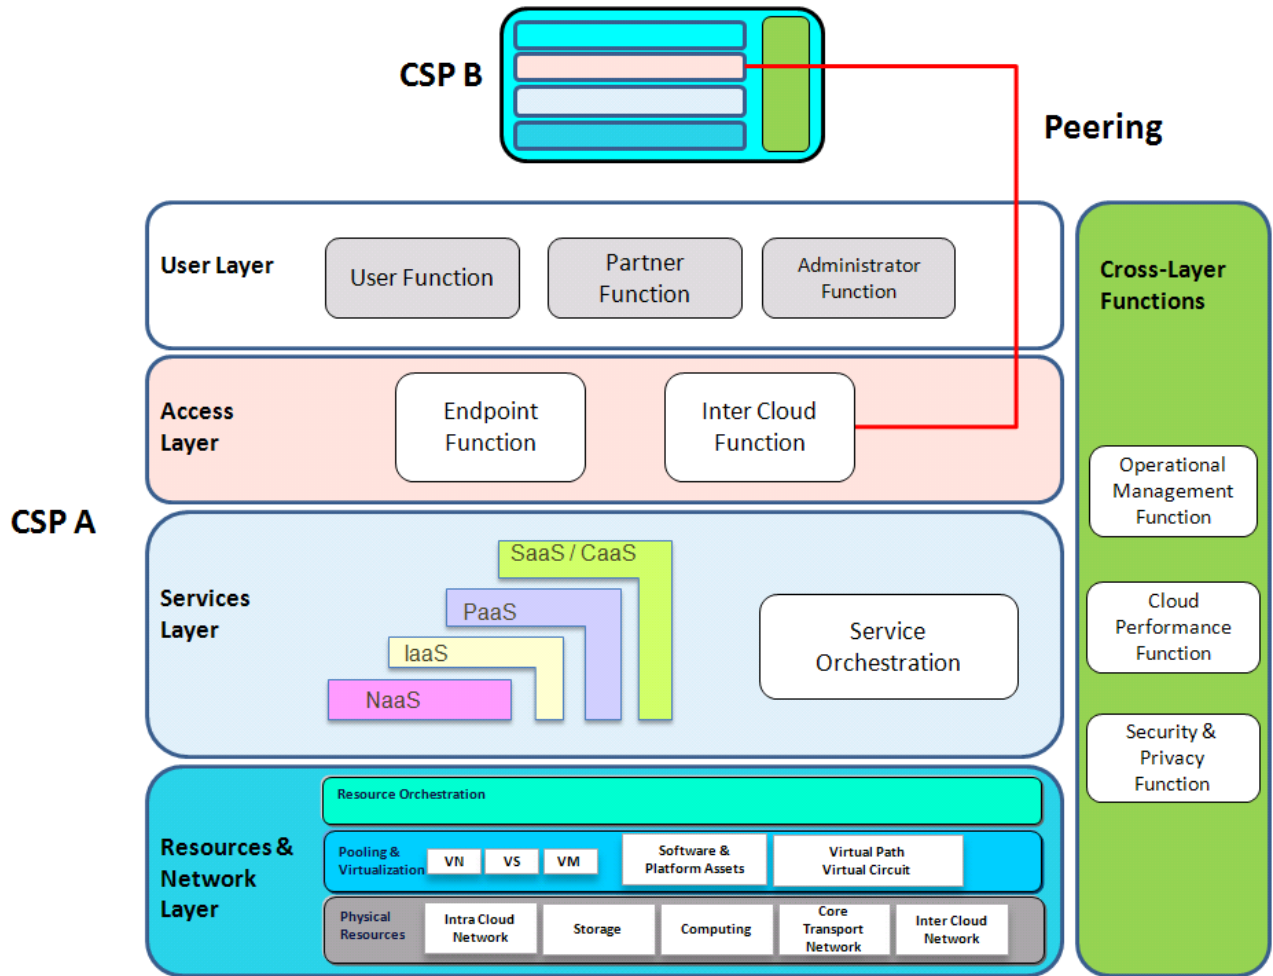 CSP B
Peering
User Layer
User Function
Partner
Function
Administrator
Function
Cross-Layer
Functions
Access
Layer
Endpoint
Function
Inter Cloud
Function
Operational
Management
Function
CSP A
Services
Layer
SaaS / CaaS
PaaS
IaaS
NaaS
Service
Orchestration
Cloud
Performance
Function
Security &
Privacy
Function
Resources &
Network
Layer
Resource Orchestration
Pooling &
Virtualization
VN
VS
VM
Software &
Platform Assets
Virtual Path
Virtual Circuit
Physical
Resources
Intra Cloud
Network
Storage
Computing
Core
Transport
Network
Inter Cloud
Network